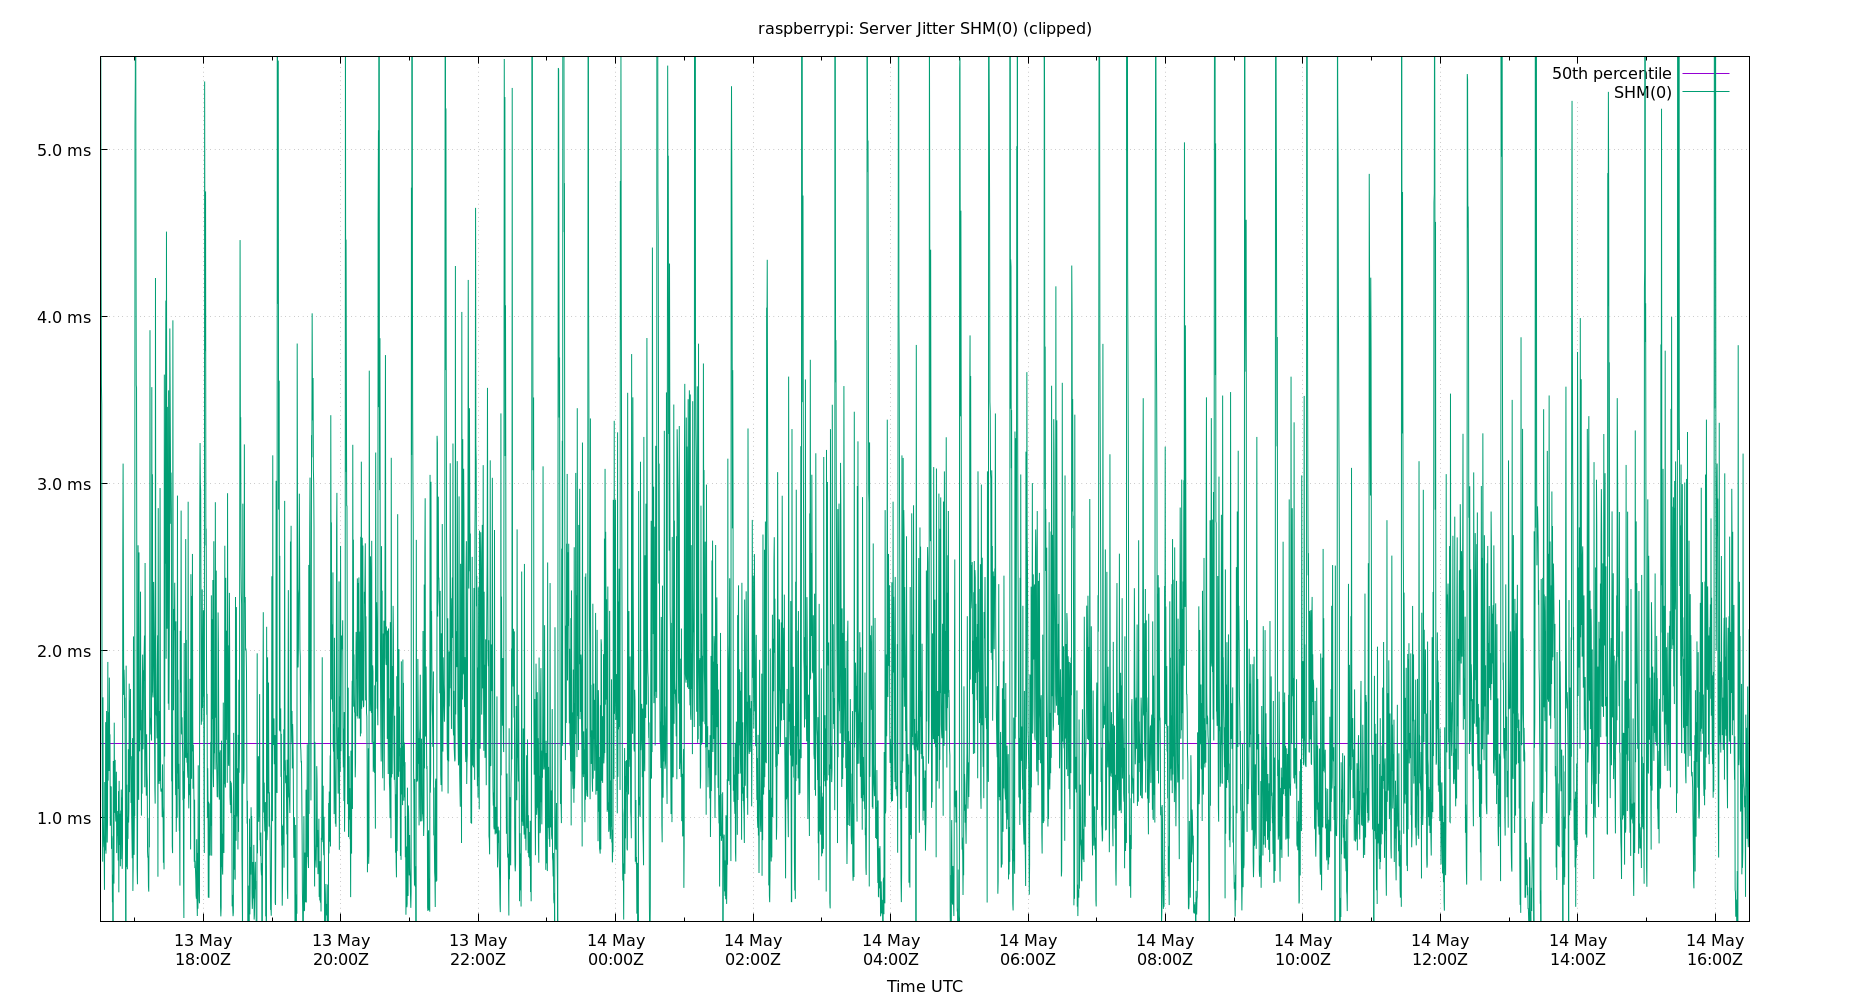 raspberrypi: Server Jitter SHM(0) (clipped)
50th percentile
SHM(0)
5.0 ms
4.0 ms
3.0 ms
2.0 ms
1.0 ms
13 May 13 May 13 May 14 May 14 May 14 May 14 May 14 May 14 May 14 May 14 May 14 May
18:00Z 20:00Z 22:00Z 00:00Z 02:00Z 04:00Z 06:00Z 08:00Z 10:00Z 12:00Z 14:00Z 16:00Z
Time UTC